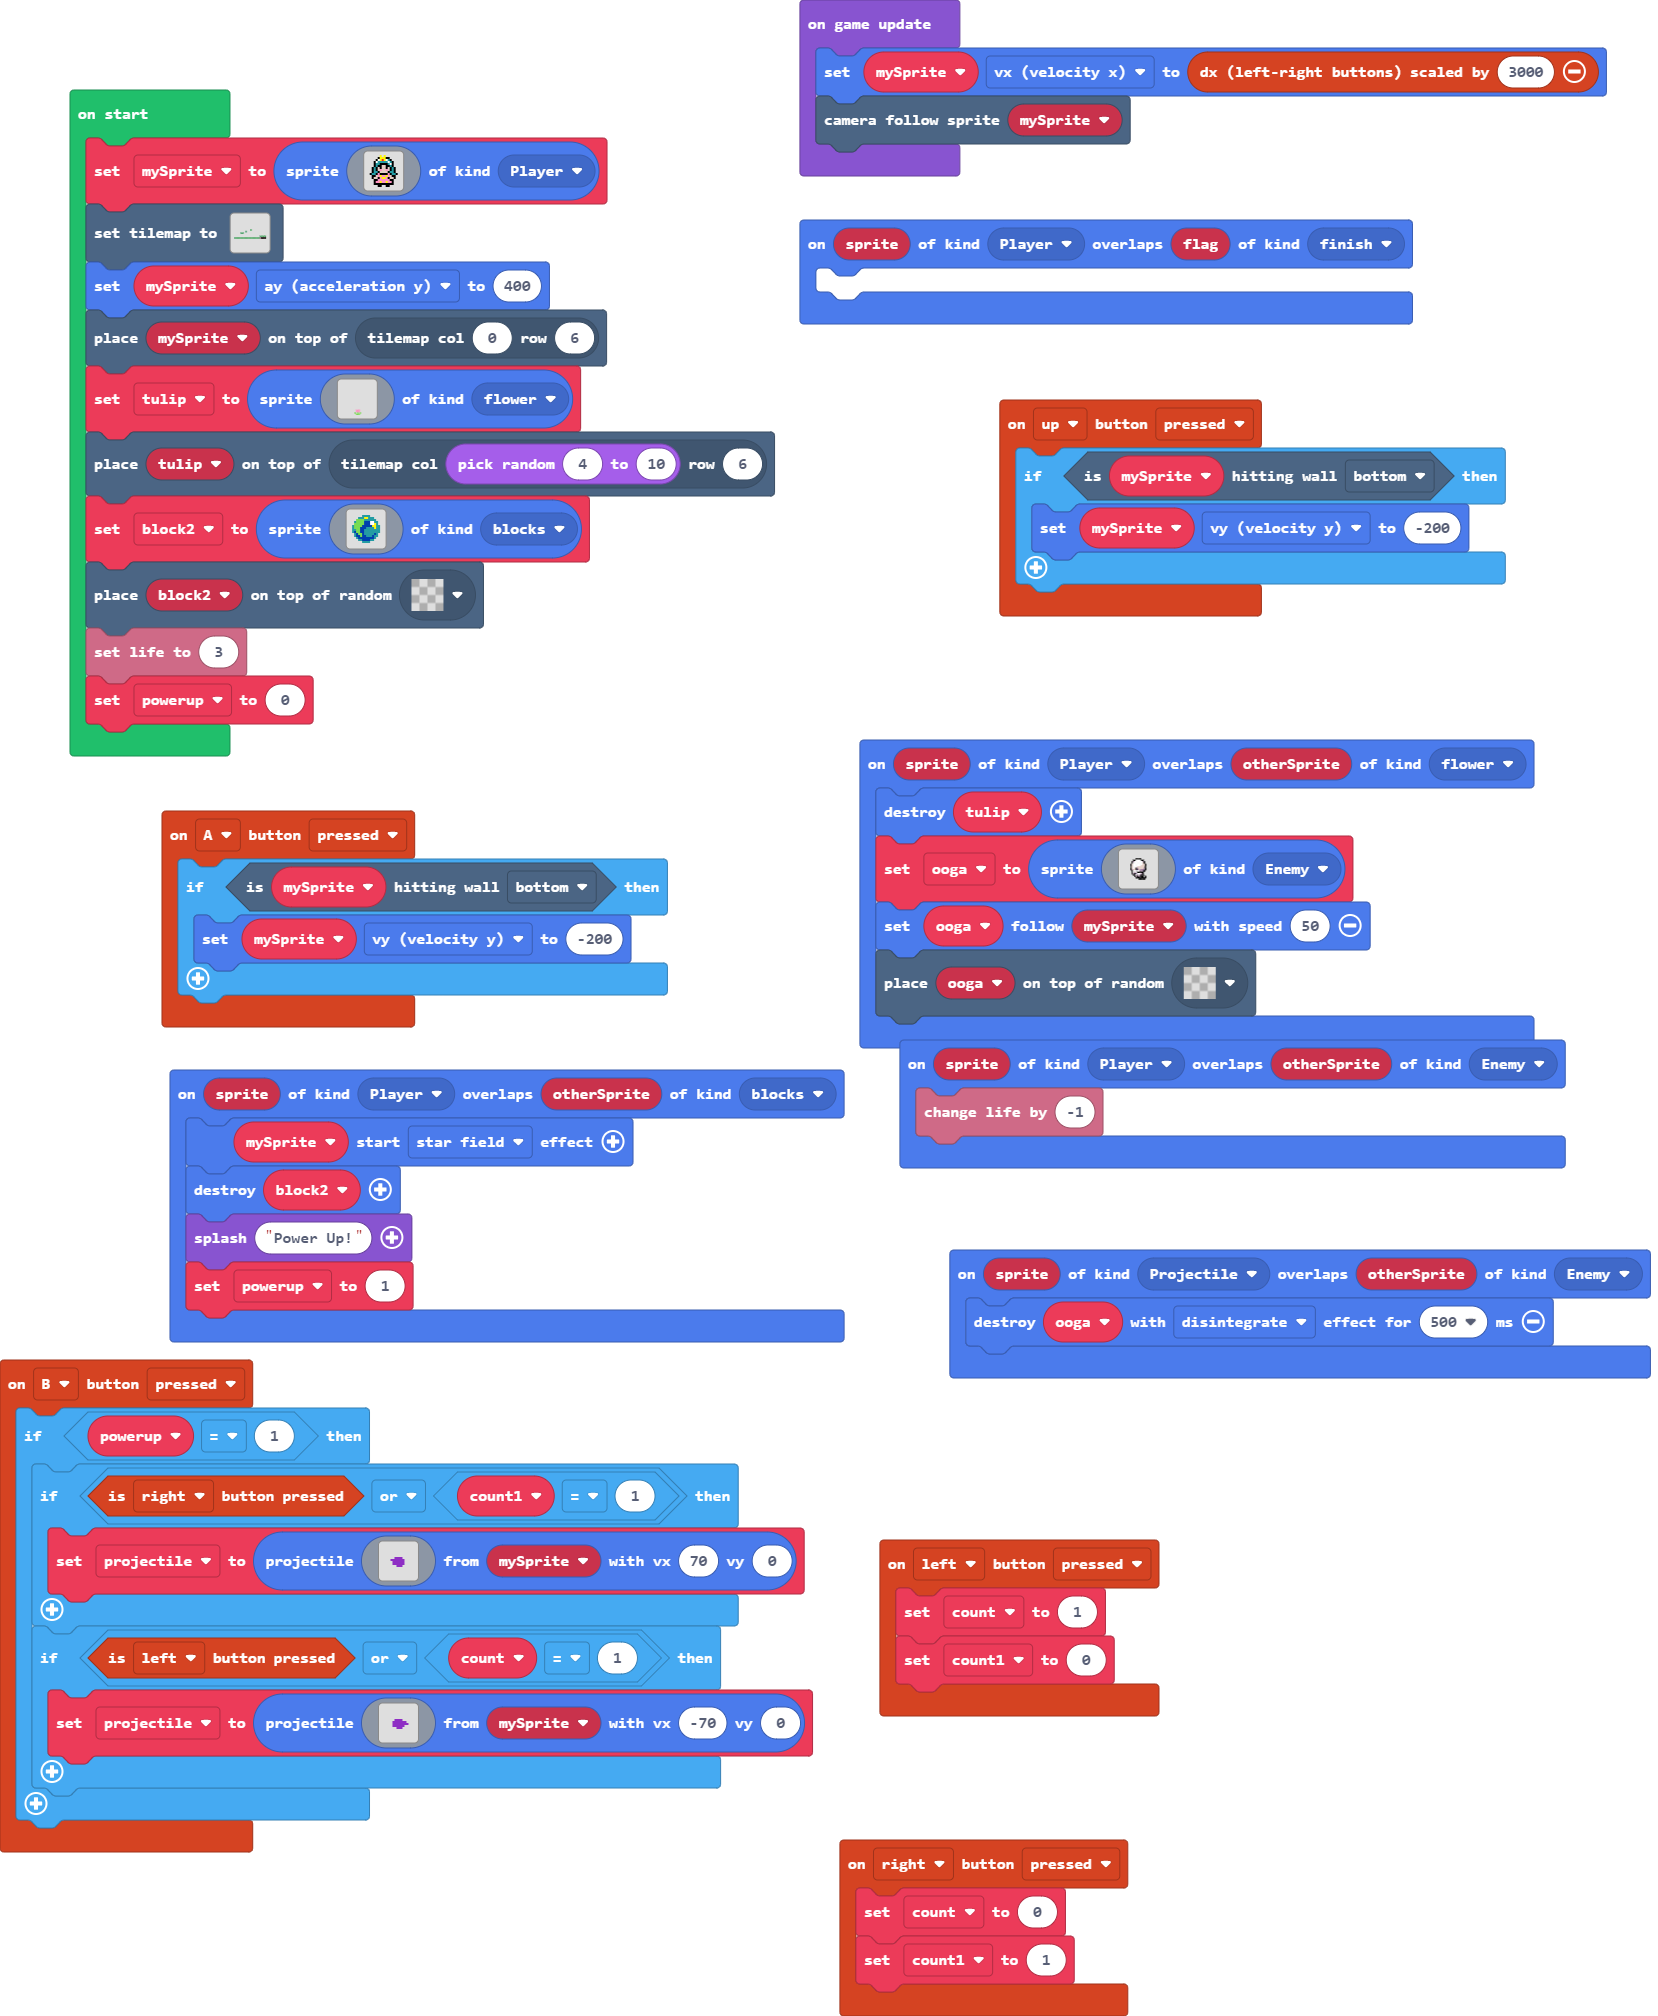 on start
set mySprite to sprite of kind Player
set tilemap to
set mySprite ay (acceleration y) to 400
place mySprite on top of tilemap col 0 row 6
set tulip to sprite of kind flower
place tulip on top of tilemap col pick random 4 to 10 row 6
set block2 to sprite of kind blocks
place block2 on top of random
set life to 3
set powerup to 0
on game update
set mySprite vx (velocity x) to dx (left-right buttons) scaled by 3000
camera follow sprite mySprite
on sprite of kind Player overlaps flag of kind finish
on up button pressed
if is mySprite hitting wall bottom then
set mySprite vy (velocity y) to -200
on A button pressed
if is mySprite hitting wall bottom then
set mySprite vy (velocity y) to -200
on sprite of kind Player overlaps otherSprite of kind flower
destroy tulip
set ooga to sprite of kind Enemy
set ooga follow mySprite with speed 50
place ooga on top of random
on sprite of kind Player overlaps otherSprite of kind Enemy
change life by -1
on sprite of kind Player overlaps otherSprite of kind blocks
mySprite start star field effect
destroy block2
splash "Power Up!"
set powerup to 1
on sprite of kind Projectile overlaps otherSprite of kind Enemy
destroy ooga with disintegrate effect for 500 ms
on B button pressed
if powerup = 1 then
if is right button pressed or count1 = 1 then
set projectile to projectile from mySprite with vx 70 vy 0
if is left button pressed or count = 1 then
set projectile to projectile from mySprite with vx -70 vy 0
on left button pressed
set count to 1
set count1 to 0
on right button pressed
set count to 0
set count1 to 1